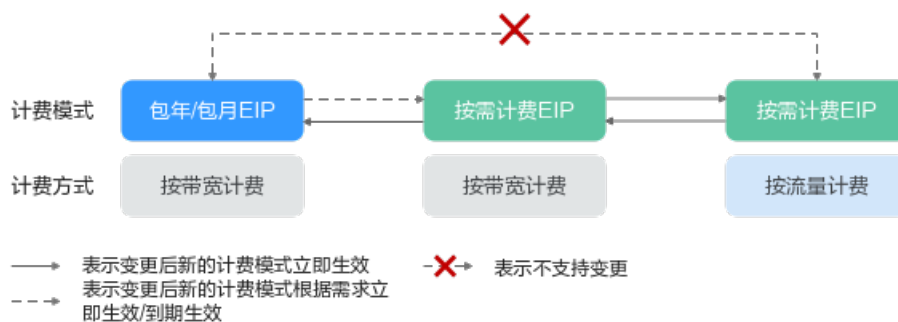 计费模式 包年/包月EIP 按需计费EIP 按需计费EIP
计费方式 按带宽计费 按带宽计费 按流量计费
表示变更后新的计费模式立即生效 表示不支持变更
表示变更后新的计费模式根据需求立
即生效/到期生效